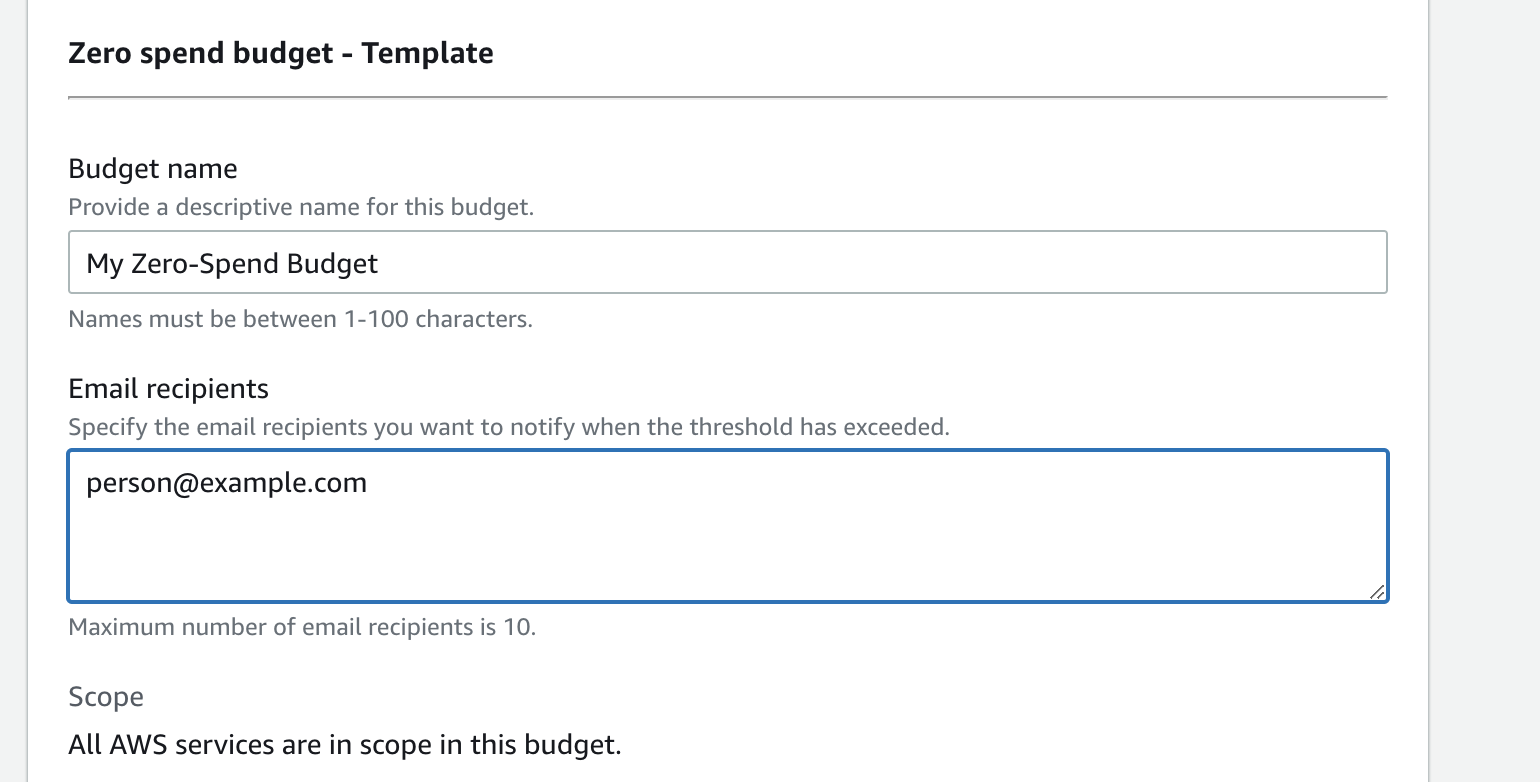 Zero spend budget - Template
Budget name
Provide a descriptive name for this budget.
My Zero-Spend Budget
Names must be between 1-100 characters.
Email recipients
Specify the email recipients you want to notify when the threshold has exceeded.
person@example.com
Maximum number of email recipients is 10.
Scope
All AWS services are in scope in this budget.